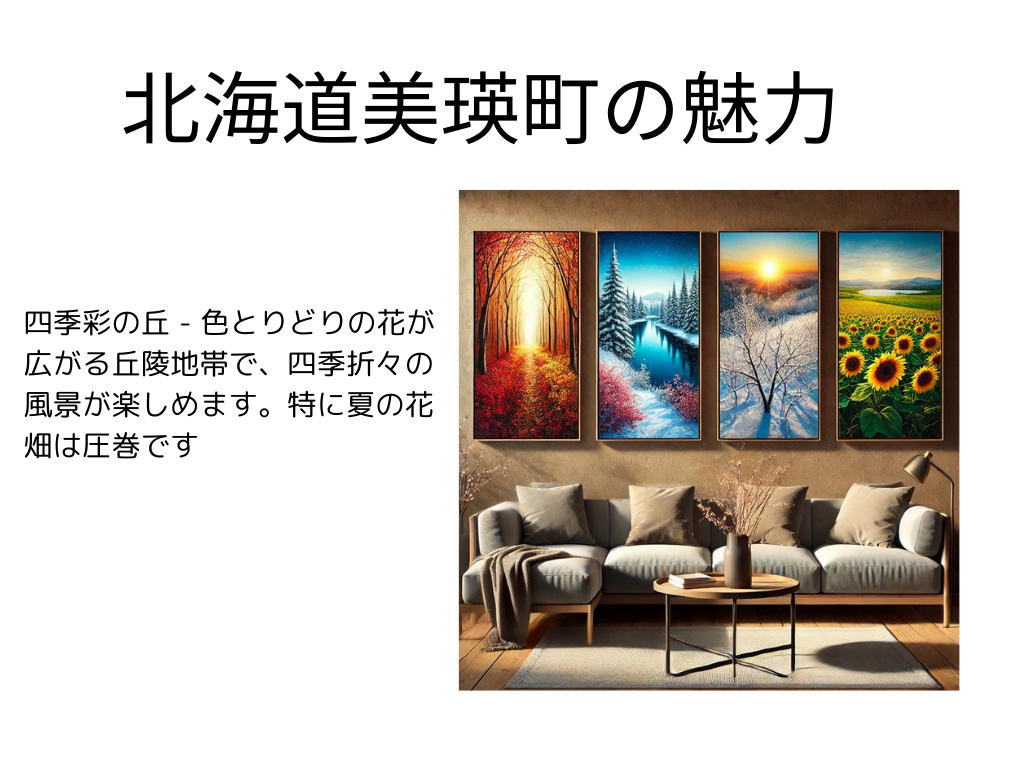 北海道美瑛町の魅力
四季彩の丘 - 色とりどりの花が
広がる丘陵地帯で、四季折々の
風景が楽しめます。特に夏の花
畑は圧巻です